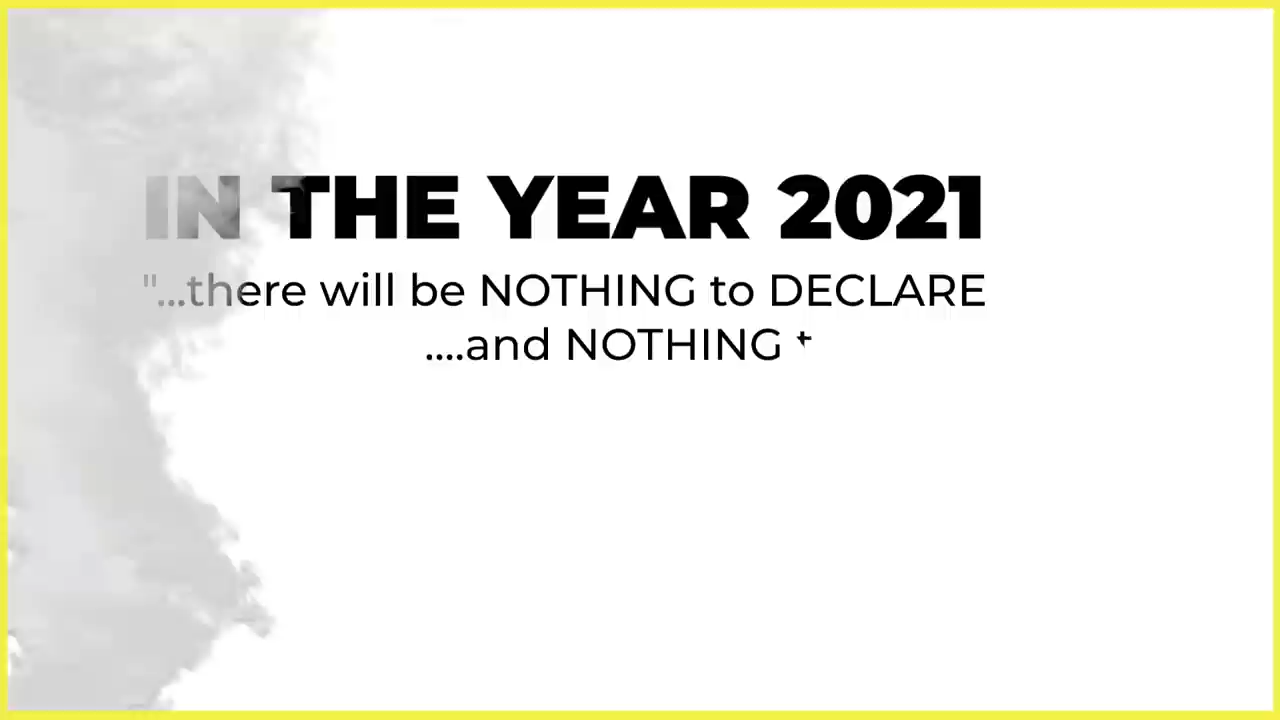 IN THE YEAR 2021
"...there will be NOTHING to DECLARE
....and NOTHING